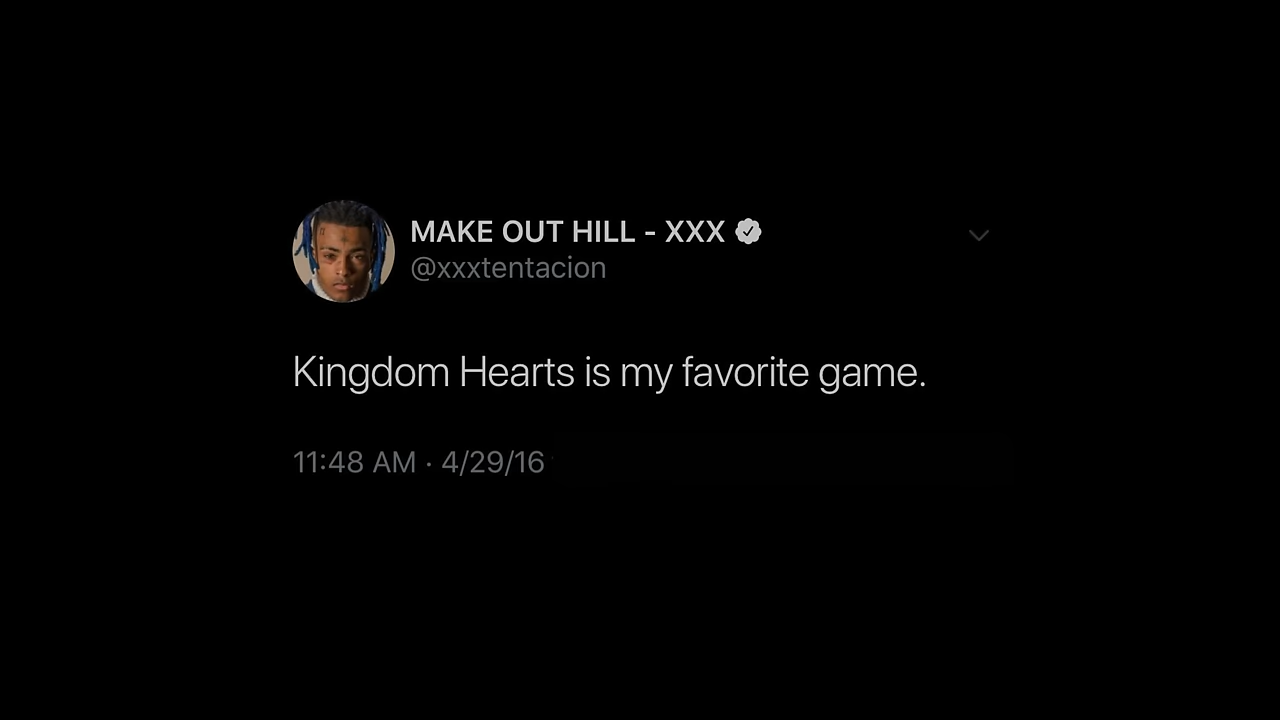 MAKE OUT HILL - XXX
@xxxtentacion
Kingdom Hearts is my favorite game.
11:48 AM · 4/29/16